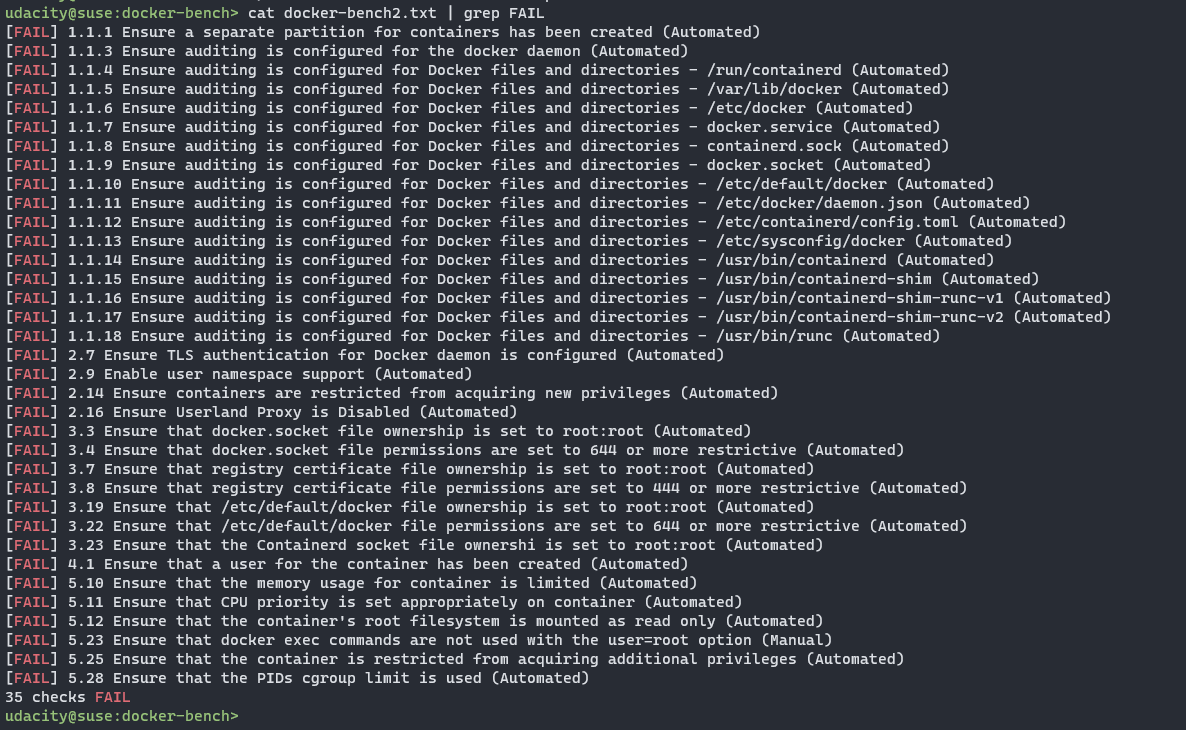 udacity@suse:docker-bench> cat docker-bench2.txt | grep FAIL
[FAIL] 1.1.1 Ensure a separate partition for containers has been created (Automated)
[FAIL] 1.1.3 Ensure auditing is configured for the docker daemon (Automated)
[FAIL] 1.1.4 Ensure auditing is configured for Docker files and directories - /run/containerd (Automated)
[FAIL] 1.1.5 Ensure auditing is configured for Docker files and directories - /var/lib/docker (Automated)
[FAIL] 1.1.6 Ensure auditing is configured for Docker files and directories - /etc/docker (Automated)
[FAIL] 1.1.7 Ensure auditing is configured for Docker files and directories - docker.service (Automated)
[FAIL] 1.1.8 Ensure auditing is configured for Docker files and directories - containerd.sock (Automated)
[FAIL] 1.1.9 Ensure auditing is configured for Docker files and directories - docker.socket (Automated)
[FAIL] 1.1.10 Ensure auditing is configured for Docker files and directories - /etc/default/docker (Automated)
[FAIL] 1.1.11 Ensure auditing is configured for Docker files and directories - /etc/docker/daemon.json (Automated)
[FAIL] 1.1.12 Ensure auditing is configured for Docker files and directories - /etc/containerd/config.toml (Automated)
[FAIL] 1.1.13 Ensure auditing is configured for Docker files and directories - /etc/sysconfig/docker (Automated)
[FAIL] 1.1.14 Ensure auditing is configured for Docker files and directories - /usr/bin/containerd (Automated)
[FAIL] 1.1.15 Ensure auditing is configured for Docker files and directories - /usr/bin/containerd-shim (Automated)
[FAIL] 1.1.16 Ensure auditing is configured for Docker files and directories - /usr/bin/containerd-shim-runc-v1 (Automated)
[FAIL] 1.1.17 Ensure auditing is configured for Docker files and directories - /usr/bin/containerd-shim-runc-v2 (Automated)
[FAIL] 1.1.18 Ensure auditing is configured for Docker files and directories - /usr/bin/runc (Automated)
[FAIL] 2.7 Ensure TLS authentication for Docker daemon is configured (Automated)
[FAIL] 2.9 Enable user namespace support (Automated)
[FAIL] 2.14 Ensure containers are restricted from acquiring new privileges (Automated)
[FAIL] 2.16 Ensure Userland Proxy is Disabled (Automated)
[FAIL] 3.3 Ensure that docker.socket file ownership is set to root:root (Automated)
[FAIL] 3.4 Ensure that docker.socket file permissions are set to 644 or more restrictive (Automated)
[FAIL] 3.7 Ensure that registry certificate file ownership is set to root:root (Automated)
[FAIL] 3.8 Ensure that registry certificate file permissions are set to 444 or more restrictive (Automated)
[FAIL] 3.19 Ensure that /etc/default/docker file ownership is set to root:root (Automated)
[FAIL] 3.22 Ensure that /etc/default/docker file permissions are set to 644 or more restrictive (Automated)
[FAIL] 3.23 Ensure that the Containerd socket file ownershi is set to root:root (Automated)
[FAIL] 4.1 Ensure that a user for the container has been created (Automated)
[FAIL] 5.10 Ensure that the memory usage for container is limited (Automated)
[FAIL] 5.11 Ensure that CPU priority is set appropriately on container (Automated)
[FAIL] 5.12 Ensure that the container's root filesystem is mounted as read only (Automated)
[FAIL] 5.23 Ensure that docker exec commands are not used with the user=root option (Manual)
[FAIL] 5.25 Ensure that the container is restricted from acquiring additional privileges (Automated)
[FAIL] 5.28 Ensure that the PIDs cgroup limit is used (Automated)
35 checks FAIL
udacity@suse:docker-bench>